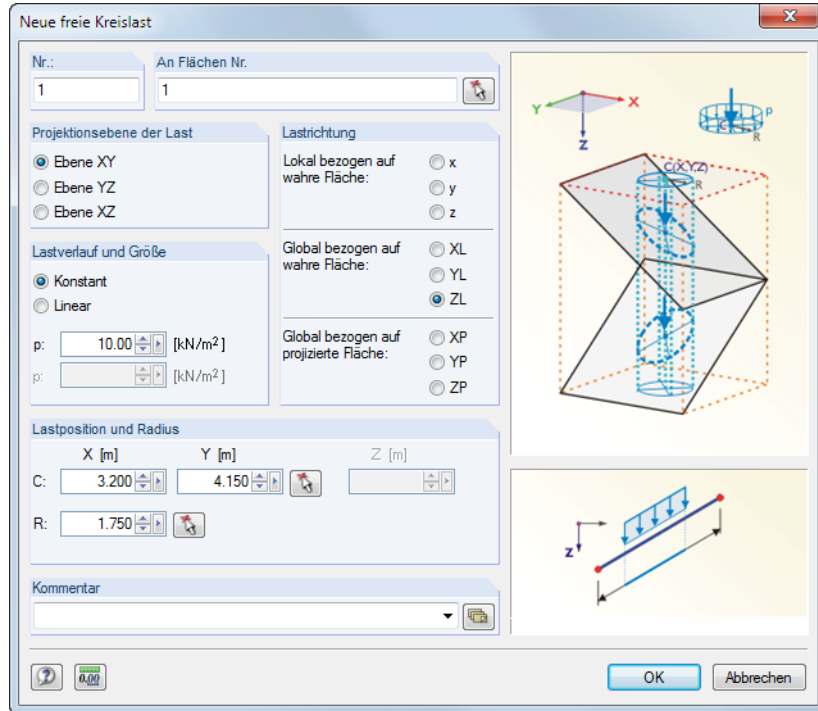 Neue freie Kreislast
Nr.:
1
An Flächen Nr.
1
Projektionsebene der Last
Ebene XY
Ebene YZ
Ebene XZ
Lastrichtung
Lokal bezogen auf
wahre Fläche:
x
y
z
Global bezogen auf
wahre Fläche:
XL
YL
ZL
Global bezogen auf
projizierte Fläche:
XP
YP
ZP
Lastverlauf und Größe
Konstant
Linear
p: 10.00 [kN/m²]
p: [kN/m²]
Lastposition und Radius
X [m] Y [m] Z [m]
C: 3.200 4.150
R: 1.750
Kommentar
Y X Z
p
C R
C(X,Y,Z)
R
Z
0.00
OK
Abbrechen